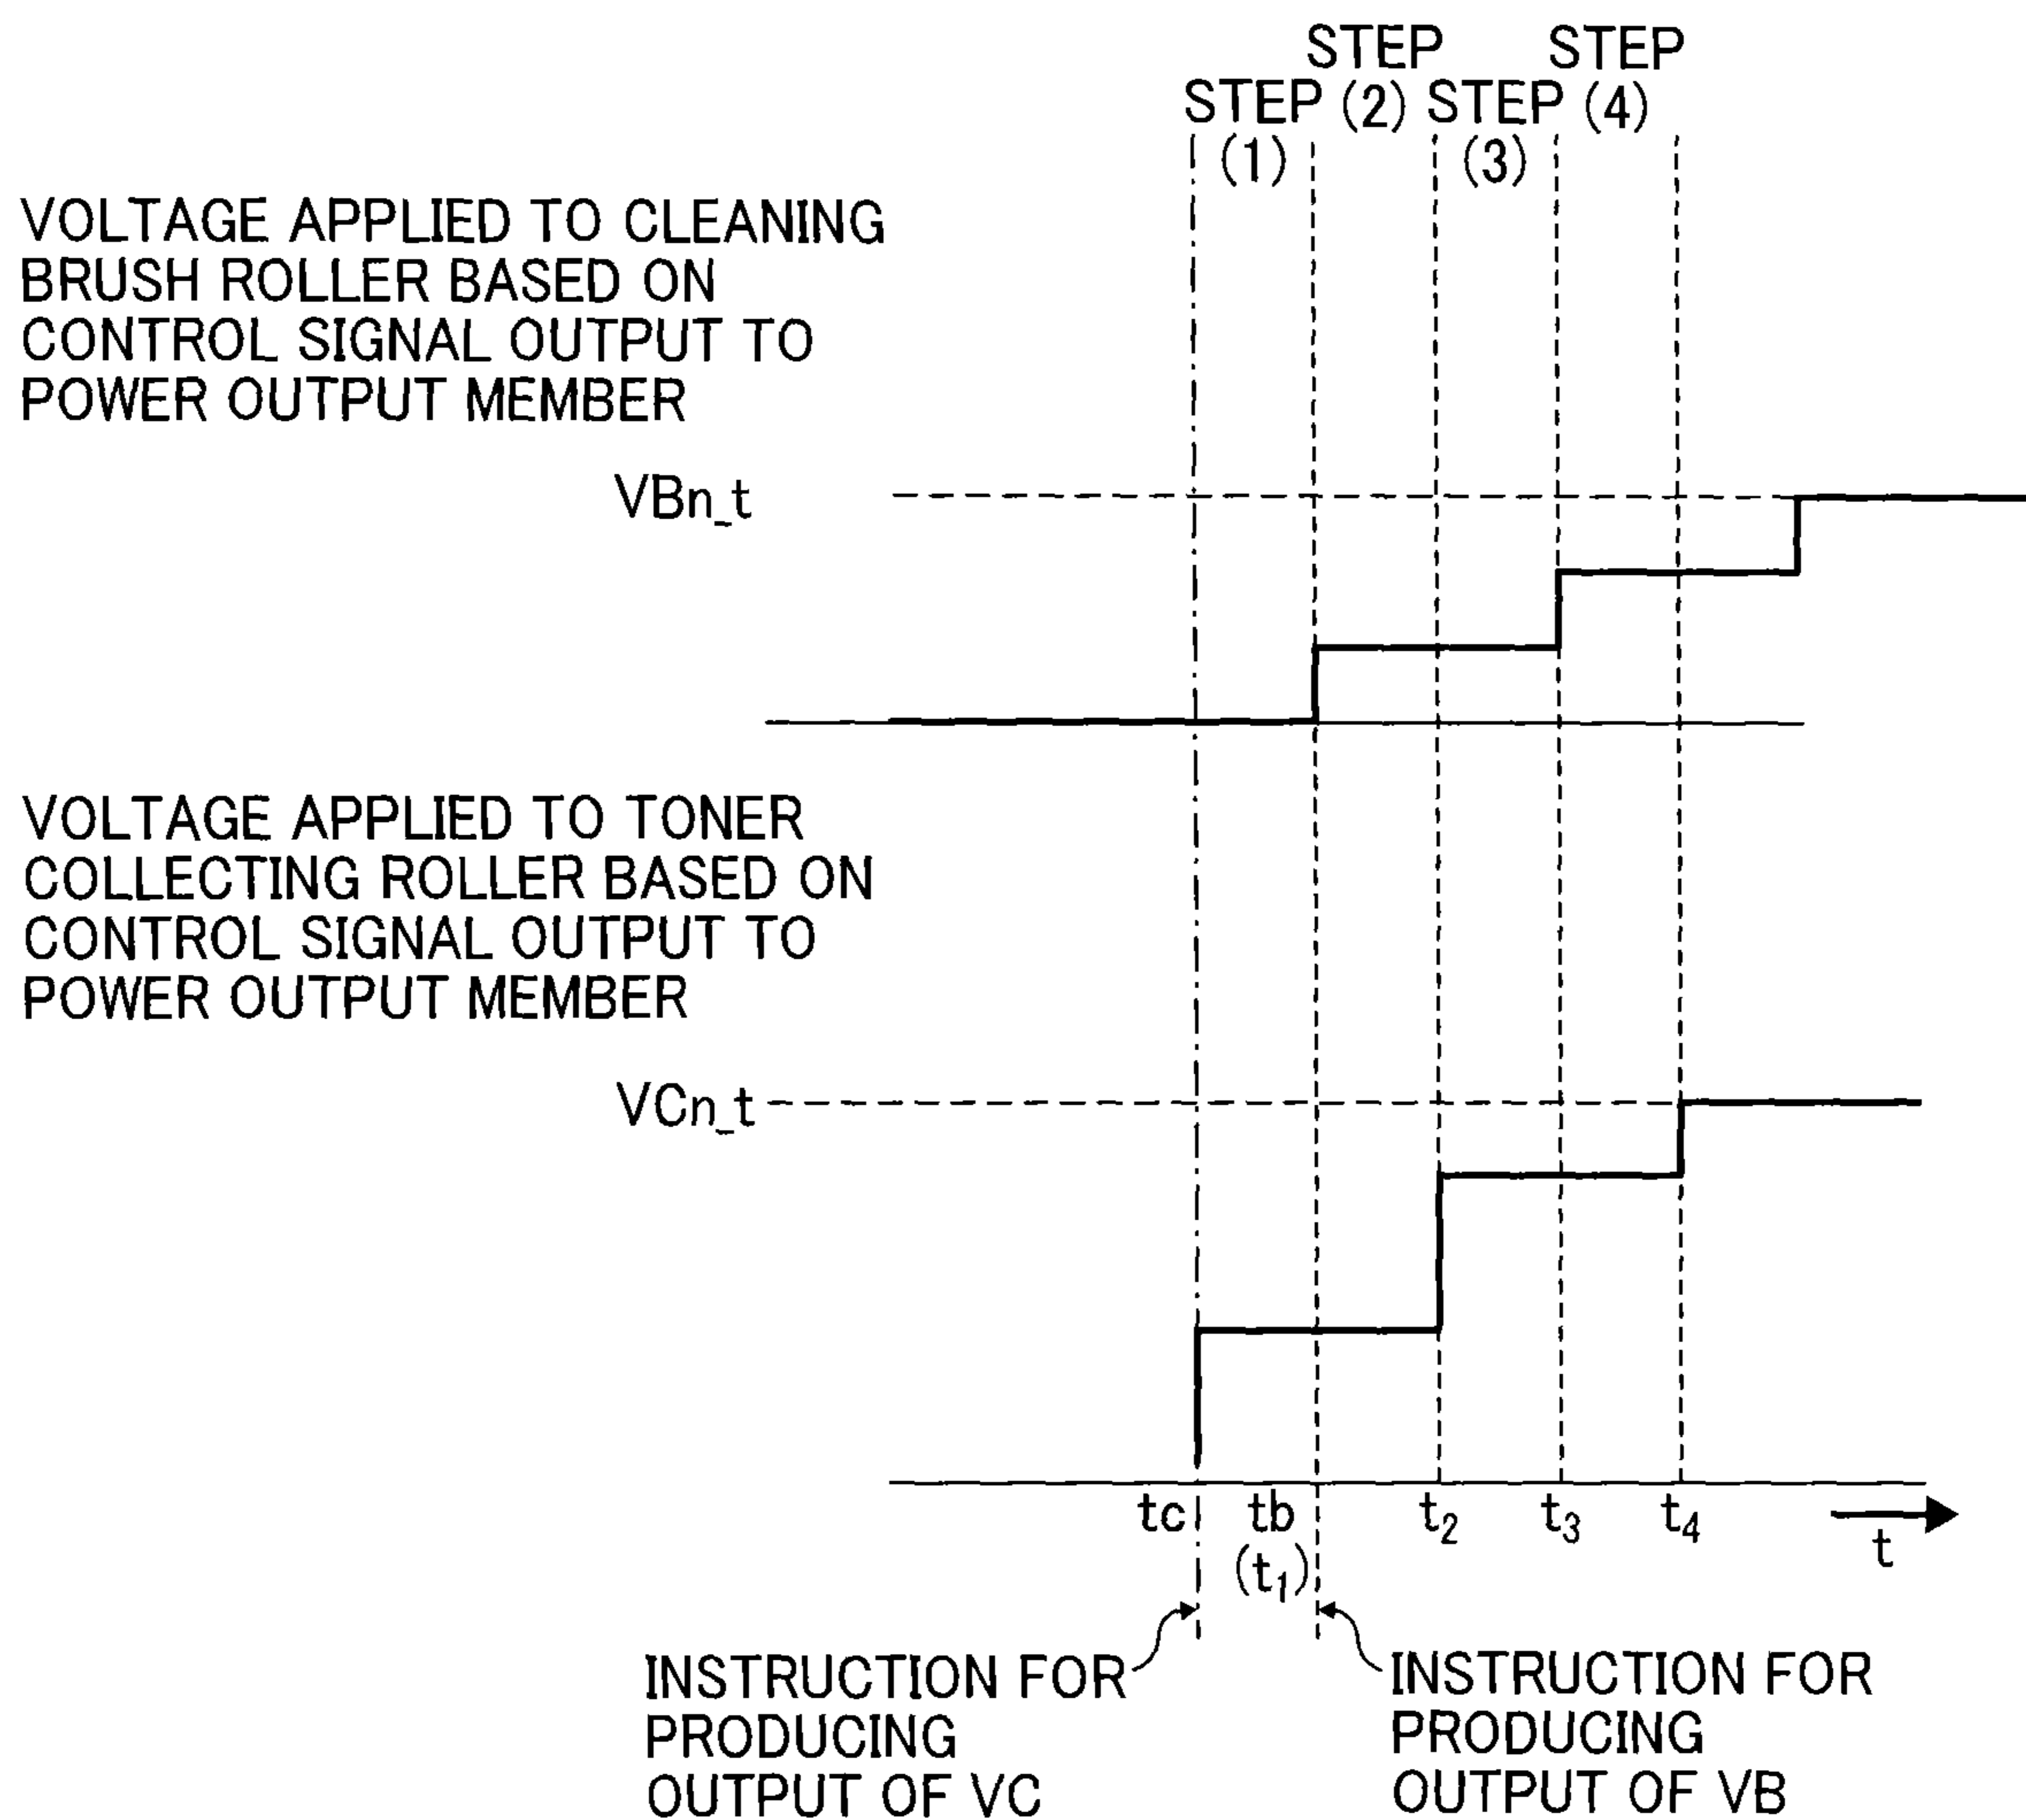 STEP
(1)
STEP
(2)
STEP
(3)
STEP
(4)
VOLTAGE APPLIED TO CLEANING
BRUSH ROLLER BASED ON
CONTROL SIGNAL OUTPUT TO
POWER OUTPUT MEMBER
VBn_t
VOLTAGE APPLIED TO TONER
COLLECTING ROLLER BASED ON
CONTROL SIGNAL OUTPUT TO
POWER OUTPUT MEMBER
VCn_t
tc tb t2 t3 t4
(t1) t
INSTRUCTION FOR
PRODUCING
OUTPUT OF VC
INSTRUCTION FOR
PRODUCING
OUTPUT OF VB